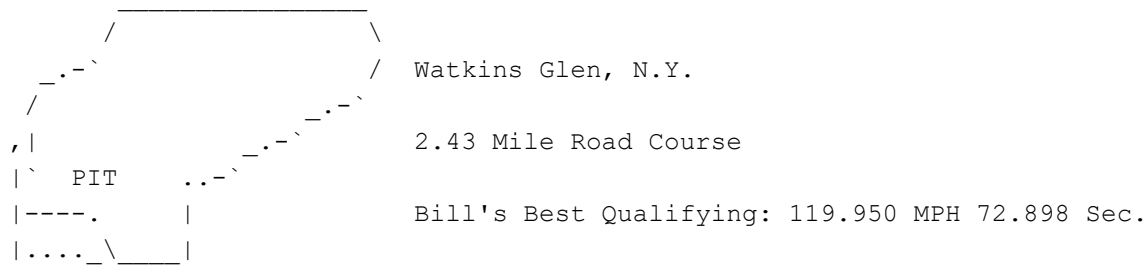 Watkins Glen, N.Y.
2.43 Mile Road Course
PIT
Bill's Best Qualifying: 119.950 MPH 72.898 Sec.